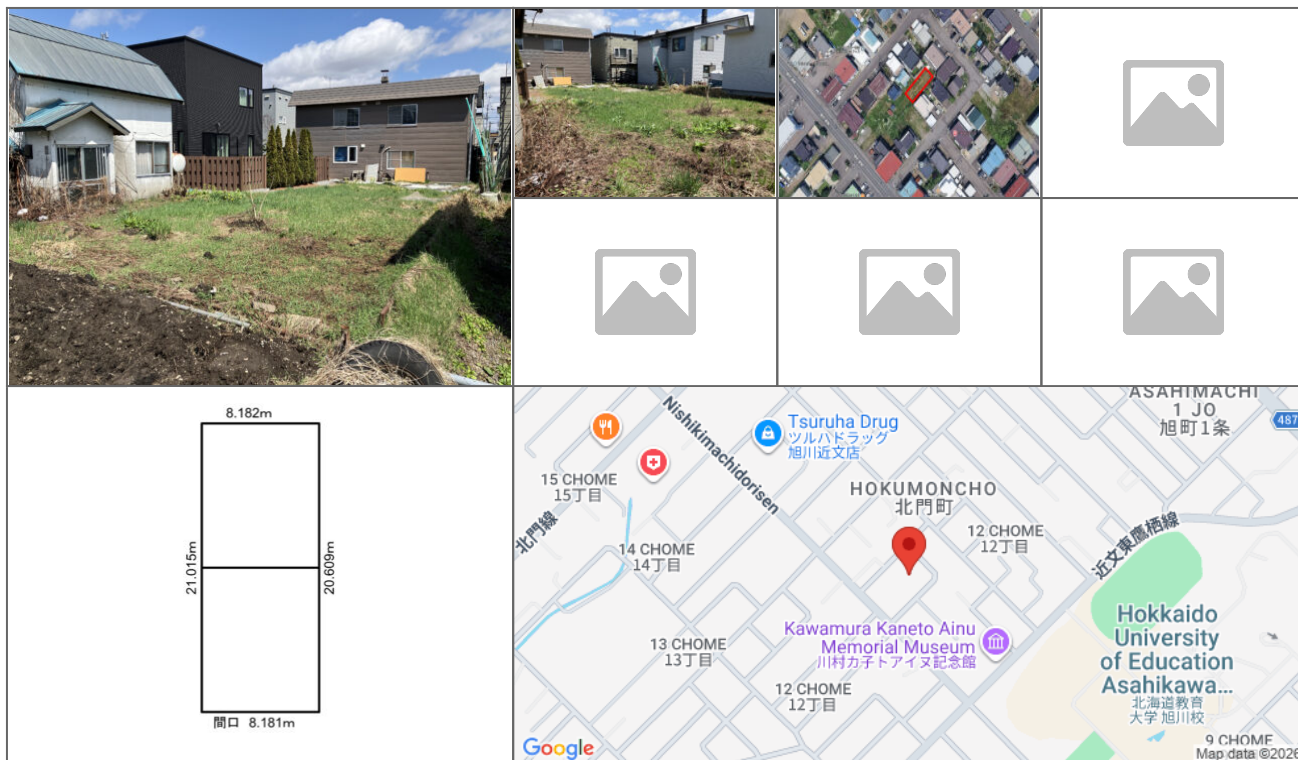 8.182m
21.015m
20.609m
間口 8.181m
ASAHIMACHI
1 JO
旭町1条
487
Nishikimachidorisen
Tsuruha Drug
ツルハドラッグ
旭川近文店
15 CHOME
15丁目
HOKUMONCHO
北門町
12 CHOME
12丁目
北門線
近文東鷹栖線
14 CHOME
14丁目
Kawamura Kaneto Ainu
Memorial Museum
川村カ子トアイヌ記念館
13 CHOME
13丁目
12 CHOME
12丁目
Hokkaido
University
of Education
Asahikawa...
北海道教育
大学 旭川校
9 CHOME
Google
Map data ©2026